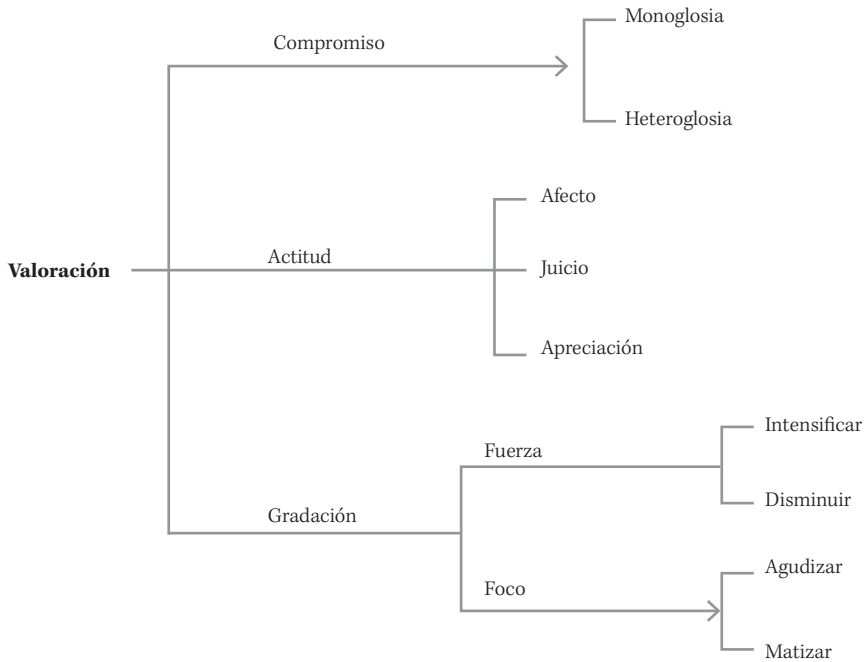 Compromiso
Monoglosia
Heteroglosia
Valoración
Actitud
Afecto
Juicio
Apreciación
Gradación
Fuerza
Intensificar
Disminuir
Foco
Agudizar
Matizar